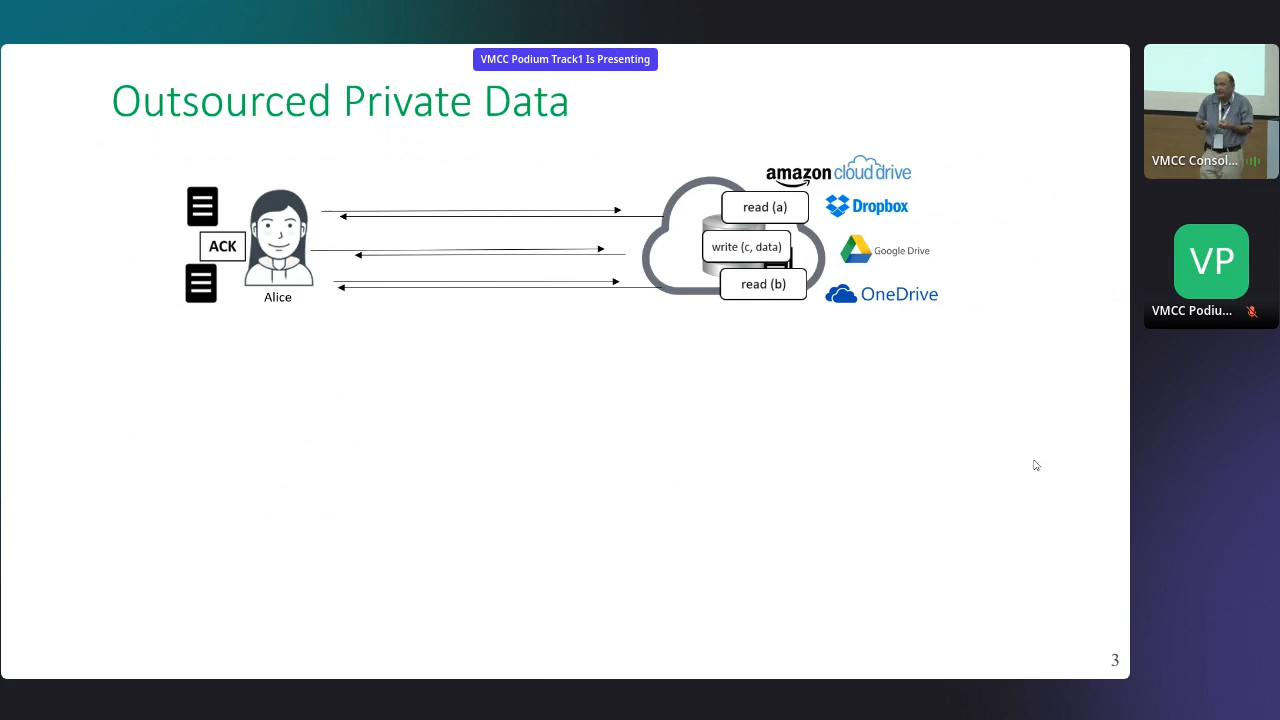 VMCC Podium Track1 Is Presenting
Outsourced Private Data
amazon cloud drive
read (a)
Dropbox
ACK
write (c, data)
Google Drive
read (b)
OneDrive
Alice
3
VMCC Consol...
VP
VMCC Podiu...